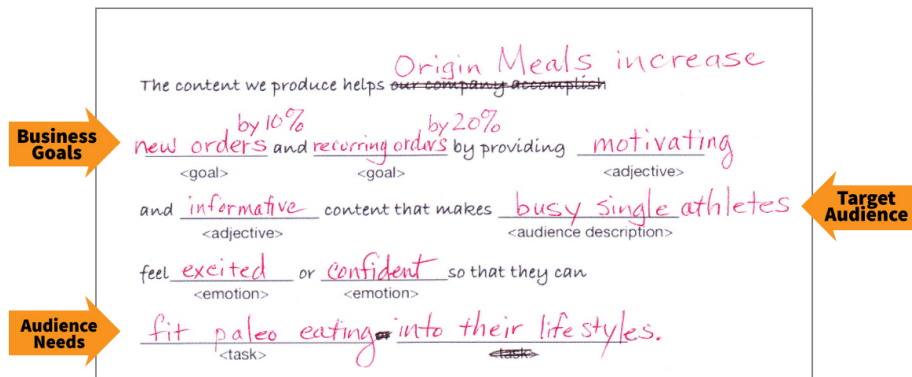 Origin Meals increase
The content we produce helps our company accomplish
by 10% by 20%
Business Goals
new orders and recurring orders by providing motivating
<goal> <goal> <adjective>
and informative content that makes busy single athletes
Target Audience
<adjective> <audience description>
feel excited or confident so that they can
<emotion> <emotion>
Audience Needs
fit paleo eating or into their lifestyles.
<task> <task>